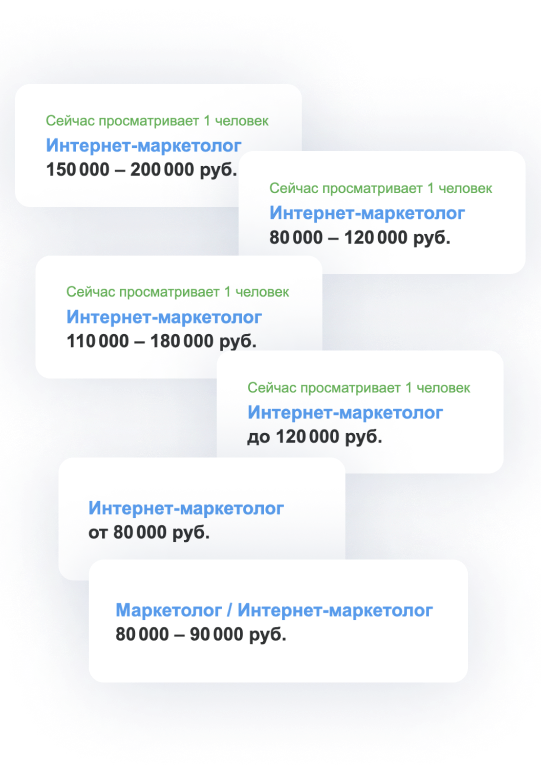 Сейчас просматривает 1 человек
Интернет-маркетолог
150 000 – 200 000 руб.
Сейчас просматривает 1 человек
Интернет-маркетолог
80 000 – 120 000 руб.
Сейчас просматривает 1 человек
Интернет-маркетолог
110 000 – 180 000 руб.
Сейчас просматривает 1 человек
Интернет-маркетолог
до 120 000 руб.
Интернет-маркетолог
от 80 000 руб.
Маркетолог / Интернет-маркетолог
80 000 – 90 000 руб.